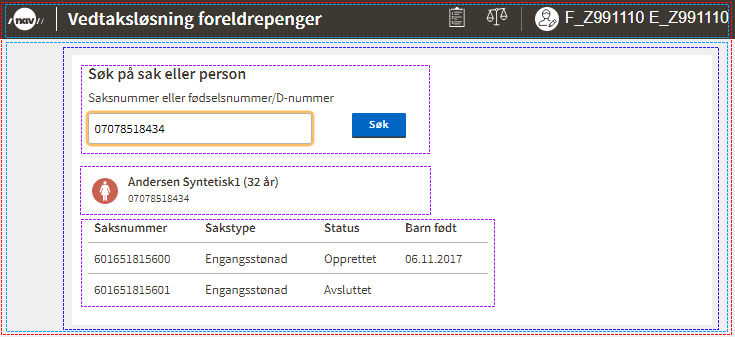 nav Vedtaksløsning foreldrepenger F_Z991110 E_Z991110
Søk på sak eller person
Saksnummer eller fødselsnummer/D-nummer
07078518434 Søk
Andersen Syntetisk1 (32 år)
07078518434
Saksnummer Sakstype Status Barn født
601651815600 Engangsstønad Opprettet 06.11.2017
601651815601 Engangsstønad Avsluttet